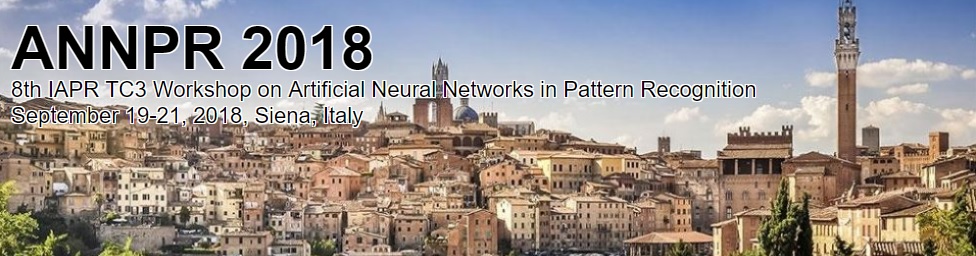 ANNPR 2018
8th IAPR TC3 Workshop on Artificial Neural Networks in Pattern Recognition
September 19-21, 2018, Siena, Italy